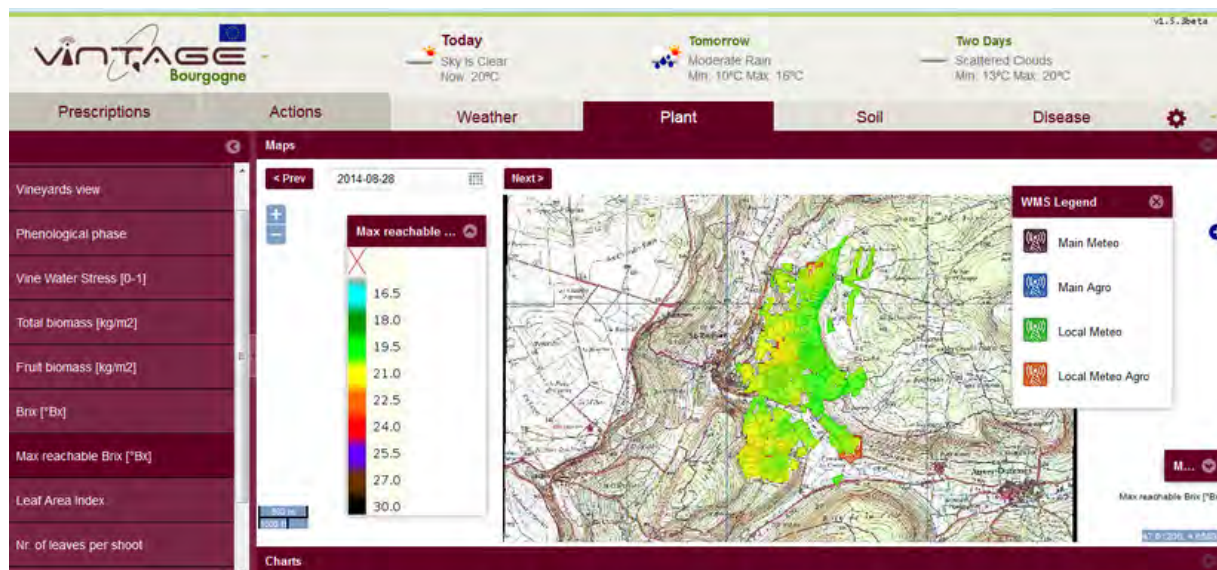 v1.5.3beta
VINTAGE
Bourgogne
Today
Sky Is Clear
Now: 20ºC
Tomorrow
Moderate Rain
Min: 10ºC Max: 16ºC
Two Days
Scattered Clouds
Min: 13ºC Max: 20ºC
Prescriptions
Actions
Weather
Plant
Soil
Disease
Maps
Vineyards view
Phenological phase
Vine Water Stress [0-1]
Total biomass [kg/m2]
Fruit biomass [kg/m2]
Brix [°Bx]
Max reachable Brix [°Bx]
Leaf Area Index
Nr. of leaves per shoot
< Prev
2014-08-28
Next >
+
−
Max reachable ...
16.5
18.0
19.5
21.0
22.5
24.0
25.5
27.0
30.0
WMS Legend
Main Meteo
Main Agro
Local Meteo
Local Meteo Agro
M...
Max reachable Brix [°B
500 m
1000 ft
Charts